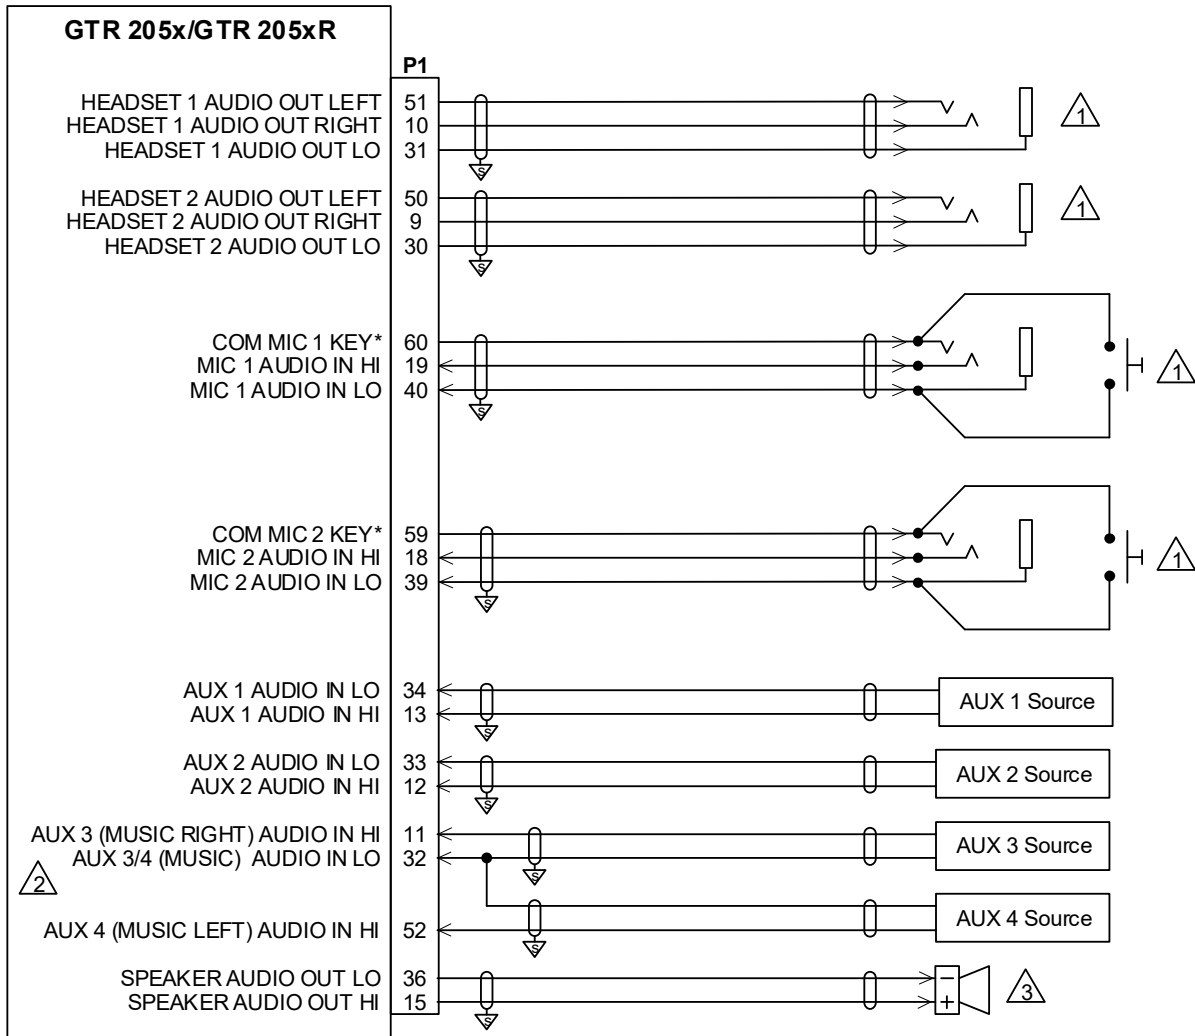 GTR 205x/GTR 205xR
P1
HEADSET 1 AUDIO OUT LEFT 51
HEADSET 1 AUDIO OUT RIGHT 10
HEADSET 1 AUDIO OUT LO 31
S
1
HEADSET 2 AUDIO OUT LEFT 50
HEADSET 2 AUDIO OUT RIGHT 9
HEADSET 2 AUDIO OUT LO 30
S
1
COM MIC 1 KEY* 60
MIC 1 AUDIO IN HI 19
MIC 1 AUDIO IN LO 40
S
1
COM MIC 2 KEY* 59
MIC 2 AUDIO IN HI 18
MIC 2 AUDIO IN LO 39
S
1
AUX 1 AUDIO IN LO 34
AUX 1 AUDIO IN HI 13
S
AUX 1 Source
AUX 2 AUDIO IN LO 33
AUX 2 AUDIO IN HI 12
S
AUX 2 Source
AUX 3 (MUSIC RIGHT) AUDIO IN HI 11
AUX 3/4 (MUSIC) AUDIO IN LO 32
S
AUX 3 Source
2
AUX 4 (MUSIC LEFT) AUDIO IN HI 52
S
AUX 4 Source
SPEAKER AUDIO OUT LO 36 −
SPEAKER AUDIO OUT HI 15 +
S
3